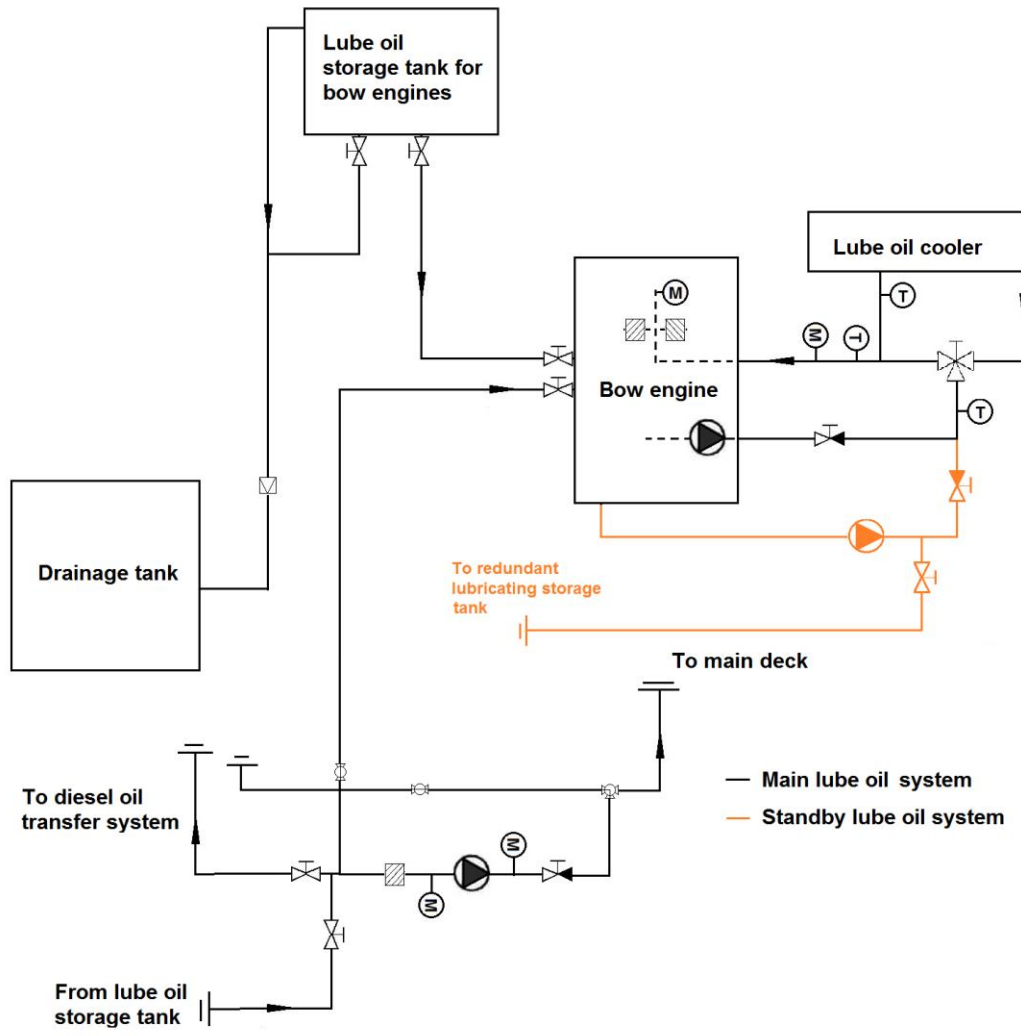 Lube oil
storage tank for
bow engines
Lube oil cooler
T
M
M
T
Bow engine
T
Drainage tank
To redundant
lubricating storage
tank
To main deck
To diesel oil
transfer system
Main lube oil system
Standby lube oil system
M
M
From lube oil
storage tank